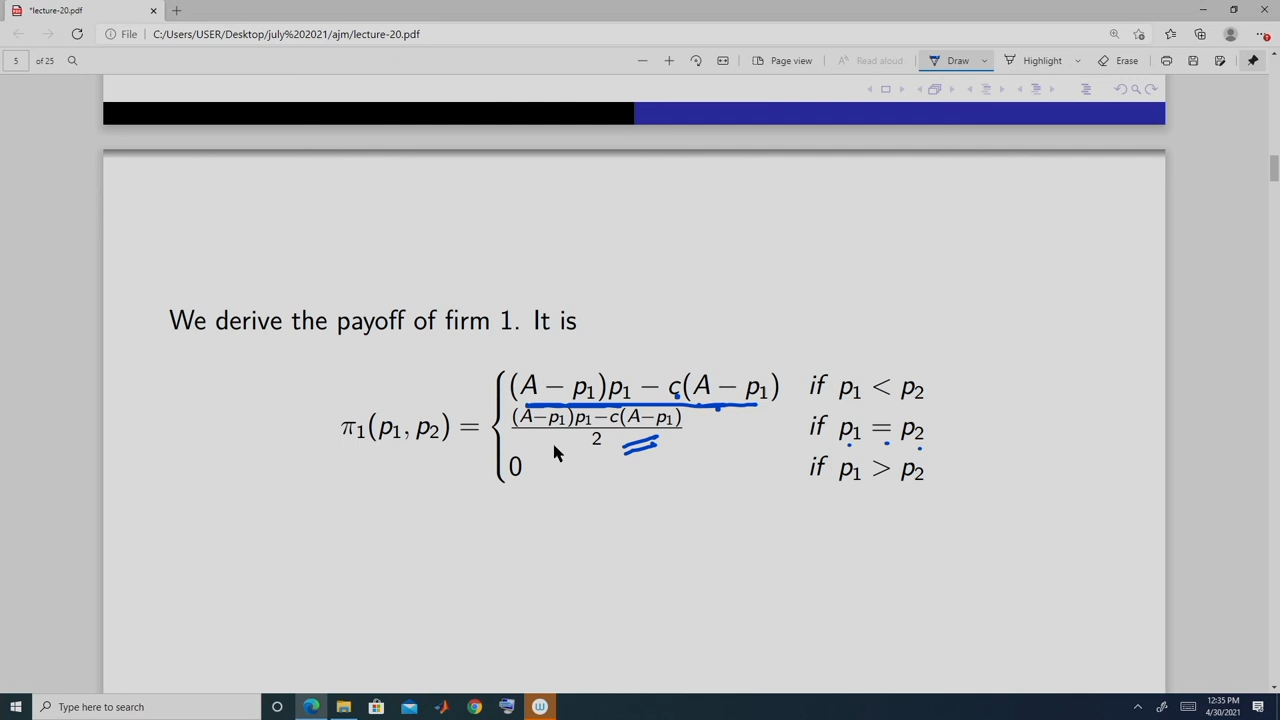 *lecture-20.pdf
File C:/Users/USER/Desktop/july%202021/ajm/lecture-20.pdf
5 of 25 Page view Read aloud Draw Highlight Erase
We derive the payoff of firm 1. It is
(A − p₁)p₁ − c(A − p₁) if p₁ < p₂
π₁(p₁, p₂) = { (A−p₁)p₁−c(A−p₁) / 2 if p₁ = p₂
0 if p₁ > p₂
Type here to search
12:35 PM
4/30/2021